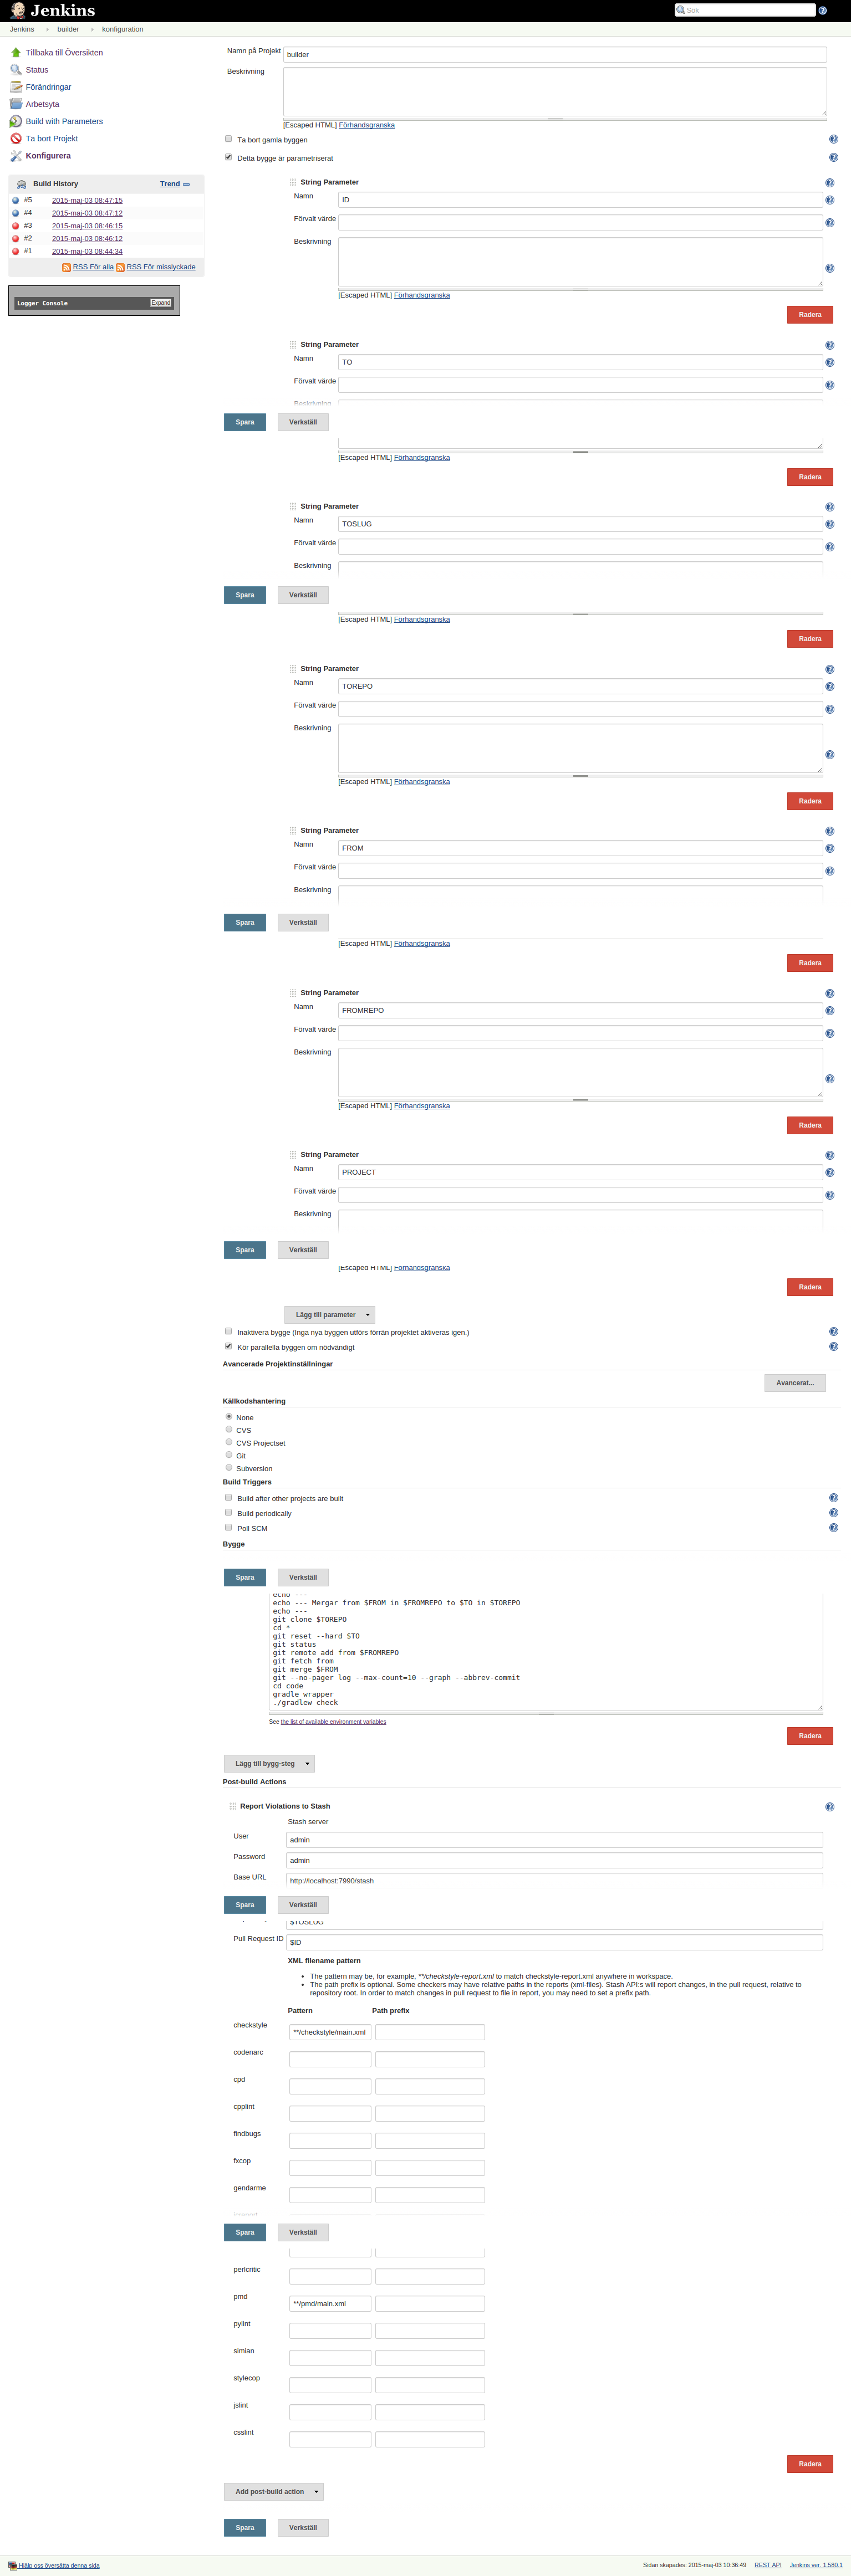 Jenkins
Sök
Jenkins builder konfiguration
Tillbaka till Översikten
Status
Förändringar
Arbetsyta
Build with Parameters
Ta bort Projekt
Konfigurera
Build History Trend
#5 2015-maj-03 08:47:15
#4 2015-maj-03 08:47:12
#3 2015-maj-03 08:46:15
#2 2015-maj-03 08:46:12
#1 2015-maj-03 08:44:34
RSS För alla RSS För misslyckade
Logger Console Expand
Namn på Projekt builder
Beskrivning
[Escaped HTML] Förhandsgranska
Ta bort gamla byggen
Detta bygge är parametriserat
String Parameter
Namn ID
Förvalt värde
Beskrivning
[Escaped HTML] Förhandsgranska
Radera
String Parameter
Namn TO
Förvalt värde
Beskrivning
Spara Verkställ
[Escaped HTML] Förhandsgranska
Radera
String Parameter
Namn TOSLUG
Förvalt värde
Beskrivning
Spara Verkställ
[Escaped HTML] Förhandsgranska
Radera
String Parameter
Namn TOREPO
Förvalt värde
Beskrivning
[Escaped HTML] Förhandsgranska
Radera
String Parameter
Namn FROM
Förvalt värde
Beskrivning
Spara Verkställ
[Escaped HTML] Förhandsgranska
Radera
String Parameter
Namn FROMREPO
Förvalt värde
Beskrivning
[Escaped HTML] Förhandsgranska
Radera
String Parameter
Namn PROJECT
Förvalt värde
Beskrivning
Spara Verkställ
[Escaped HTML] Förhandsgranska
Radera
Lägg till parameter
Inaktivera bygge (Inga nya byggen utförs förrän projektet aktiveras igen.)
Kör parallella byggen om nödvändigt
Avancerade Projektinställningar
Avancerat...
Källkodshantering
None
CVS
CVS Projectset
Git
Subversion
Build Triggers
Build after other projects are built
Build periodically
Poll SCM
Bygge
Spara Verkställ
echo ---
echo --- Mergar from $FROM in $FROMREPO to $TO in $TOREPO
echo ---
git clone $TOREPO
cd *
git reset --hard $TO
git status
git remote add from $FROMREPO
git fetch from
git merge $FROM
git --no-pager log --max-count=10 --graph --abbrev-commit
cd code
gradle wrapper
./gradlew check
See the list of available environment variables
Radera
Lägg till bygg-steg
Post-build Actions
Report Violations to Stash
Stash server
User admin
Password admin
Base URL http://localhost:7990/stash
Spara Verkställ
$TOSLUG
Pull Request ID $ID
XML filename pattern
The pattern may be, for example, **/checkstyle-report.xml to match checkstyle-report.xml anywhere in workspace.
The path prefix is optional. Some checkers may have relative paths in the reports (xml-files). Stash API:s will report changes, in the pull request, relative to
repository root. In order to match changes in pull request to file in report, you may need to set a prefix path.
Pattern Path prefix
checkstyle **/checkstyle/main.xml
codenarc
cpd
cpplint
findbugs
fxcop
gendarme
Spara Verkställ
perlcritic
pmd **/pmd/main.xml
pylint
simian
stylecop
jslint
csslint
Radera
Add post-build action
Spara Verkställ
Hjälp oss översätta denna sida
Sidan skapades: 2015-maj-03 10:36:49 REST API Jenkins ver. 1.580.1